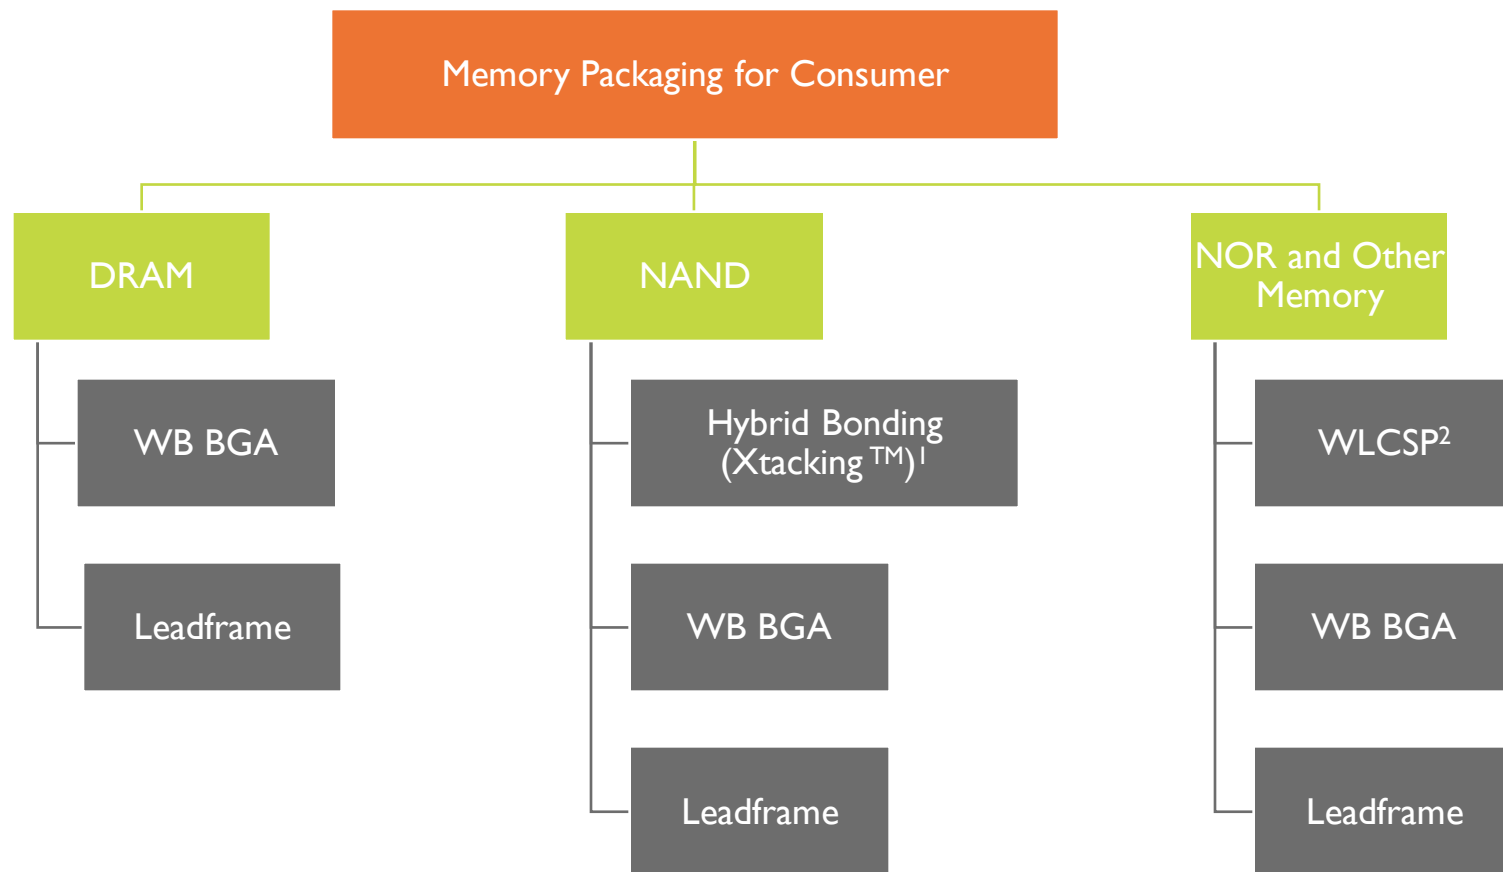 Memory Packaging for Consumer
DRAM
NAND
NOR and Other
Memory
WB BGA
Leadframe
Hybrid Bonding
(Xtacking ™)¹
WB BGA
Leadframe
WLCSP²
WB BGA
Leadframe